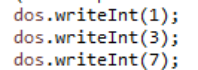 dos.writeInt(1);
dos.writeInt(3);
dos.writeInt(7);